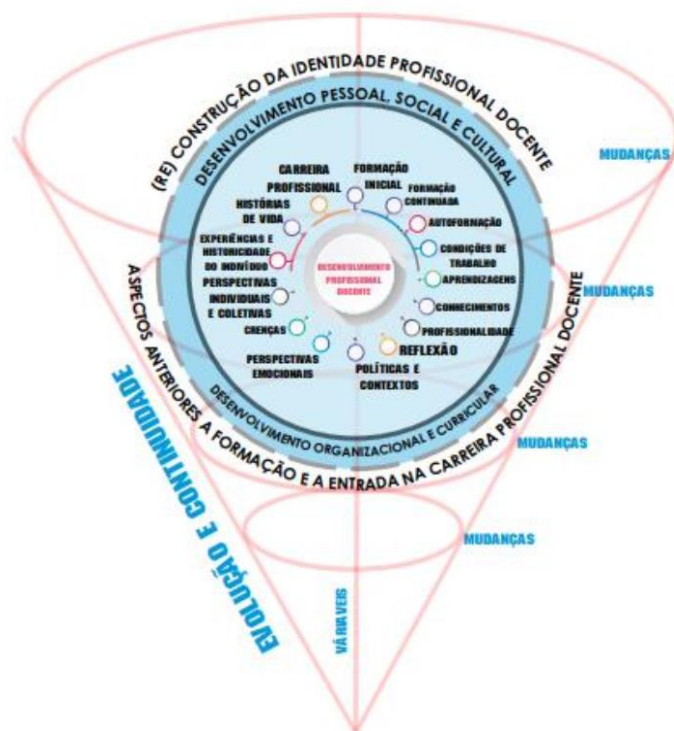 (RE) CONSTRUÇÃO DA IDENTIDADE PROFISSIONAL DOCENTE
DESENVOLVIMENTO PESSOAL, SOCIAL E CULTURAL
MUDANÇAS
CARREIRA
PROFISSIONAL
FORMAÇÃO
INICIAL
FORMAÇÃO
CONTINUADA
HISTÓRIAS
DE VIDA
AUTOFORMAÇÃO
EXPERIÊNCIAS E
HISTORICIDADE
DO INDIVÍDUO
CONDIÇÕES DE
TRABALHO
DESENVOLVIMENTO
PROFISSIONAL
DOCENTE
APRENDIZAGENS
PERSPECTIVAS
INDIVIDUAIS
E COLETIVAS
MUDANÇAS
CONHECIMENTOS
CRENÇAS
PROFISSIONALIDADE
PERSPECTIVAS
EMOCIONAIS
REFLEXÃO
POLÍTICAS E
CONTEXTOS
DESENVOLVIMENTO ORGANIZACIONAL E CURRICULAR
ASPECTOS ANTERIORES A FORMAÇÃO E A ENTRADA NA CARREIRA PROFISSIONAL DOCENTE
MUDANÇAS
MUDANÇAS
EVOLUÇÃO E CONTINUIDADE
VÁRIAVEIS